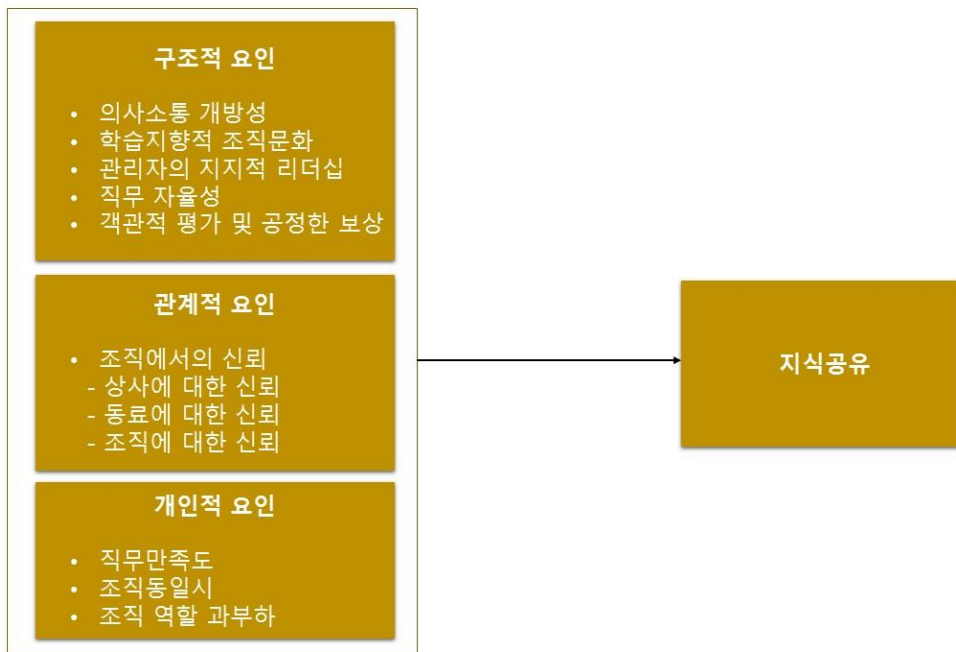 구조적 요인
• 의사소통 개방성
• 학습지향적 조직문화
• 관리자의 지지적 리더십
• 직무 자율성
• 객관적 평가 및 공정한 보상
관계적 요인
• 조직에서의 신뢰
- 상사에 대한 신뢰
- 동료에 대한 신뢰
- 조직에 대한 신뢰
개인적 요인
• 직무만족도
• 조직동일시
• 조직 역할 과부하
지식공유